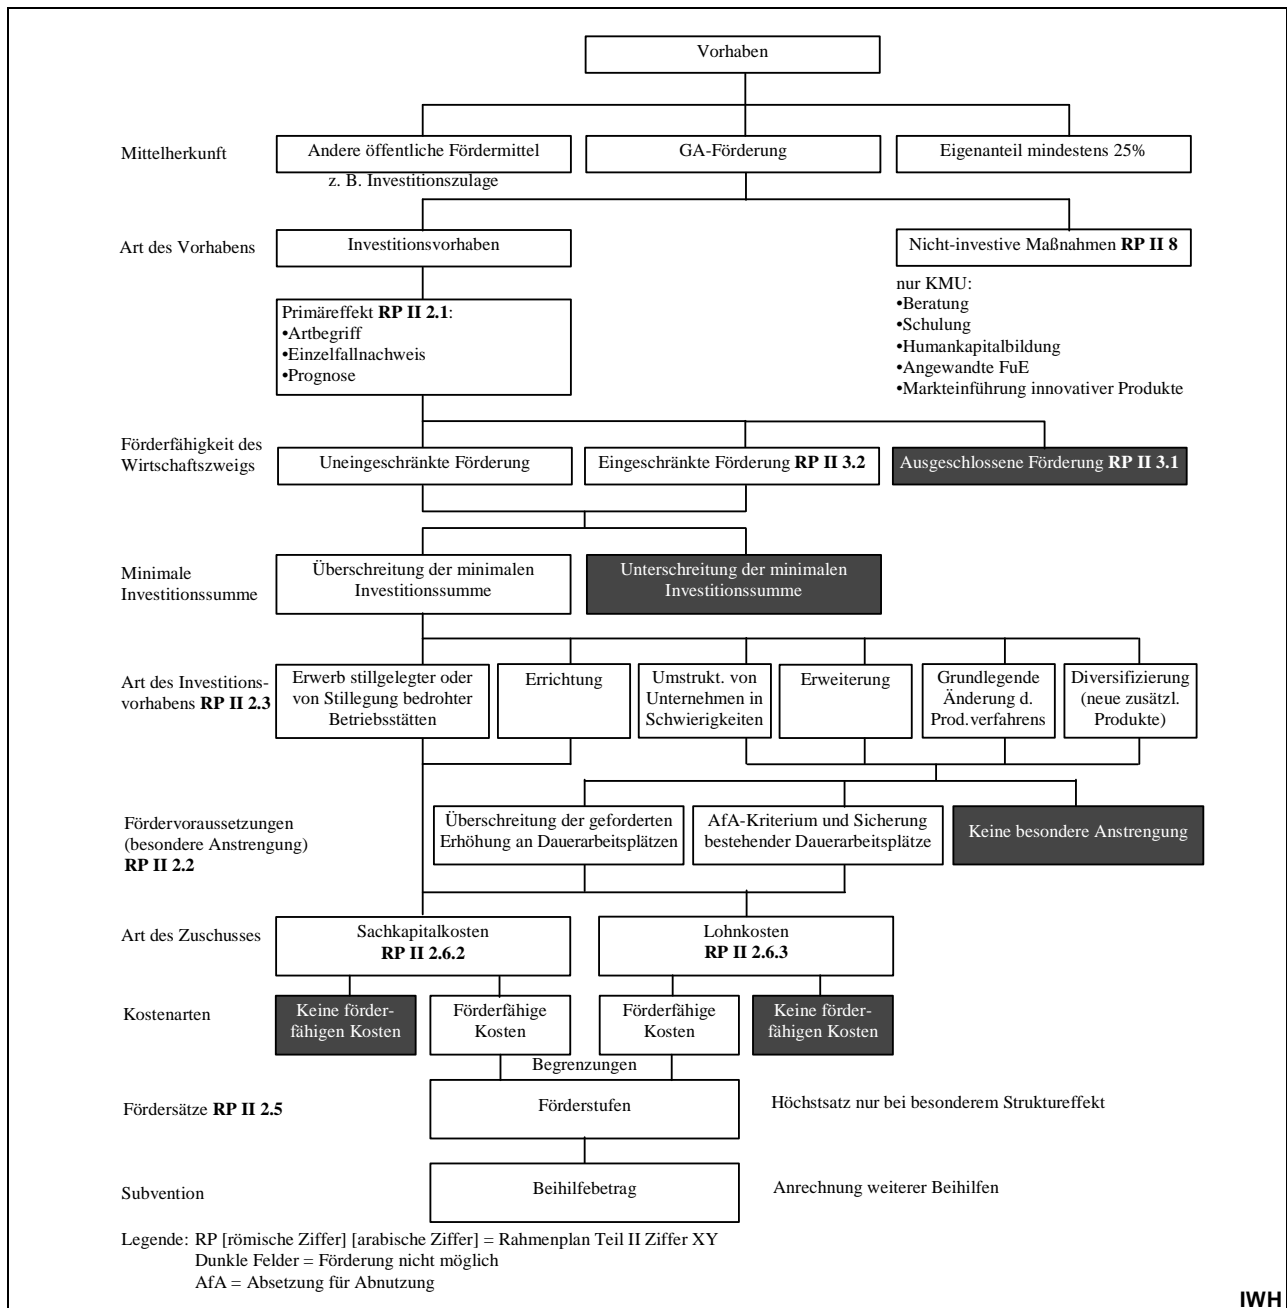 Vorhaben
Mittelherkunft
Andere öffentliche Fördermittel
GA-Förderung
Eigenanteil mindestens 25%
z. B. Investitionszulage
Art des Vorhabens
Investitionsvorhaben
Nicht-investive Maßnahmen RP II 8
nur KMU:
•Beratung
•Schulung
•Humankapitalbildung
•Angewandte FuE
•Markteinführung innovativer Produkte
Primäreffekt RP II 2.1:
•Artbegriff
•Einzelfallnachweis
•Prognose
Förderfähigkeit des
Wirtschaftszweigs
Uneingeschränkte Förderung
Eingeschränkte Förderung RP II 3.2
Ausgeschlossene Förderung RP II 3.1
Minimale
Investitionssumme
Überschreitung der minimalen
Investitionssumme
Unterschreitung der minimalen
Investitionssumme
Art des Investitions-
vorhabens RP II 2.3
Erwerb stillgelegter oder
von Stillegung bedrohter
Betriebsstätten
Errichtung
Umstrukt. von
Unternehmen in
Schwierigkeiten
Erweiterung
Grundlegende
Änderung d.
Prod.verfahrens
Diversifizierung
(neue zusätzl.
Produkte)
Fördervoraussetzungen
(besondere Anstrengung)
RP II 2.2
Überschreitung der geforderten
Erhöhung an Dauerarbeitsplätzen
AfA-Kriterium und Sicherung
bestehender Dauerarbeitsplätze
Keine besondere Anstrengung
Art des Zuschusses
Sachkapitalkosten
RP II 2.6.2
Lohnkosten
RP II 2.6.3
Kostenarten
Keine förder-
fähigen Kosten
Förderfähige
Kosten
Förderfähige
Kosten
Keine förder-
fähigen Kosten
Begrenzungen
Fördersätze RP II 2.5
Förderstufen
Höchstsatz nur bei besonderem Struktureffekt
Subvention
Beihilfebetrag
Anrechnung weiterer Beihilfen
Legende: RP [römische Ziffer] [arabische Ziffer] = Rahmenplan Teil II Ziffer XY
Dunkle Felder = Förderung nicht möglich
AfA = Absetzung für Abnutzung
IWH